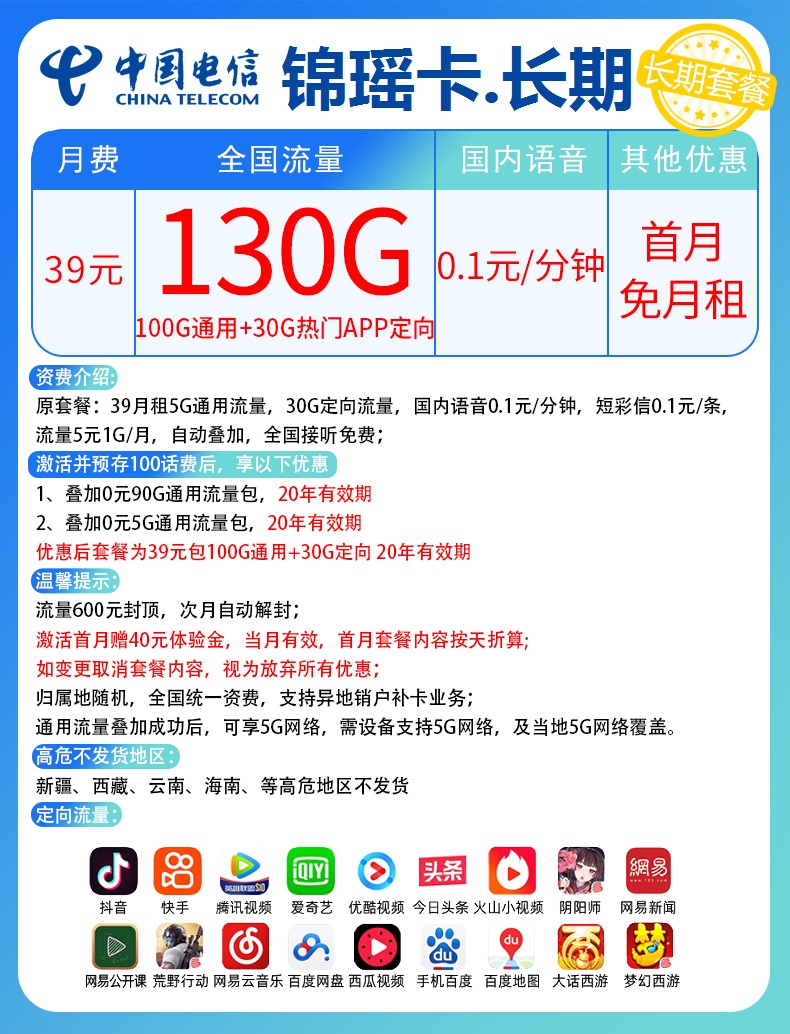 中国电信
CHINA TELECOM
锦瑶卡.长期
长期套餐
月费
全国流量
国内语音
其他优惠
39元
130G
100G通用+30G热门APP定向
0.1元/分钟
首月
免月租
资费介绍:
原套餐：39月租5G通用流量，30G定向流量，国内语音0.1元/分钟，短彩信0.1元/条，
流量5元1G/月，自动叠加，全国接听免费；
激活并预存100话费后，享以下优惠
1、叠加0元90G通用流量包，20年有效期
2、叠加0元5G通用流量包，20年有效期
优惠后套餐为39元包100G通用+30G定向 20年有效期
温馨提示:
流量600元封顶，次月自动解封；
激活首月赠40元体验金，当月有效，首月套餐内容按天折算;
如变更取消套餐内容，视为放弃所有优惠；
归属地随机，全国统一资费，支持异地销户补卡业务；
通用流量叠加成功后，可享5G网络，需设备支持5G网络，及当地5G网络覆盖。
高危不发货地区：
新疆、西藏、云南、海南、等高危地区不发货
定向流量：
英雄联盟S10
iQIY
头条
網易
www.163.com
抖音 快手 腾讯视频 爱奇艺 优酷视频 今日头条 火山小视频 阴阳师 网易新闻
du
du
网易公开课 荒野行动 网易云音乐 百度网盘 西瓜视频 手机百度 百度地图 大话西游 梦幻西游